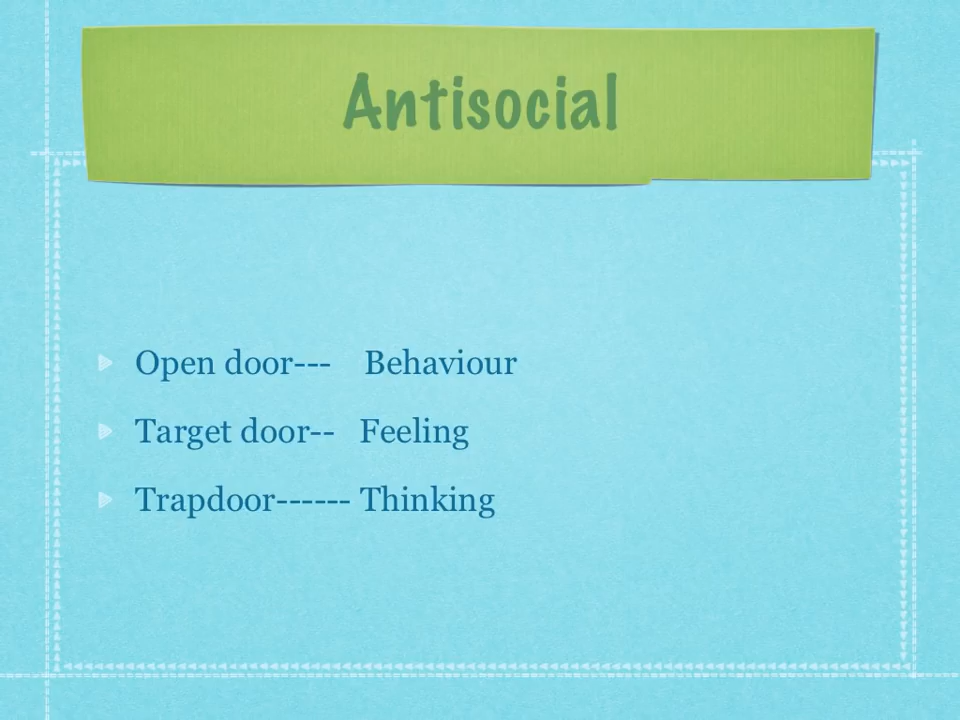 Antisocial
Open door---    Behaviour
Target door--   Feeling
Trapdoor------ Thinking